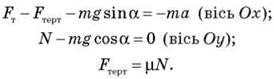 Fт − Fтерт − mg sin α = −ma (вісь Ox);
N − mg cos α = 0 (вісь Oy);
Fтерт = μN.